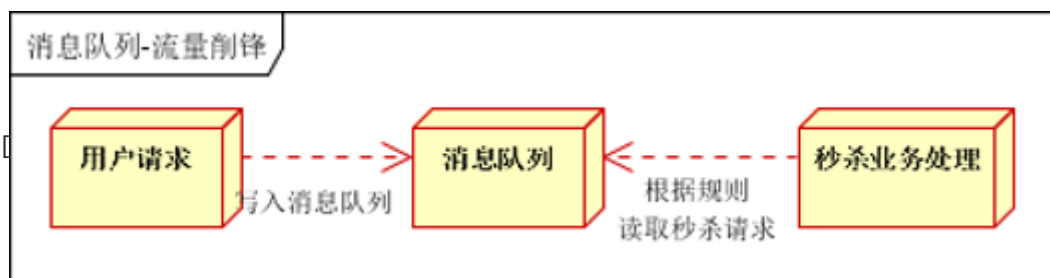 消息队列-流量削锋
用户请求
消息队列
秒杀业务处理
写入消息队列
根据规则
读取秒杀请求